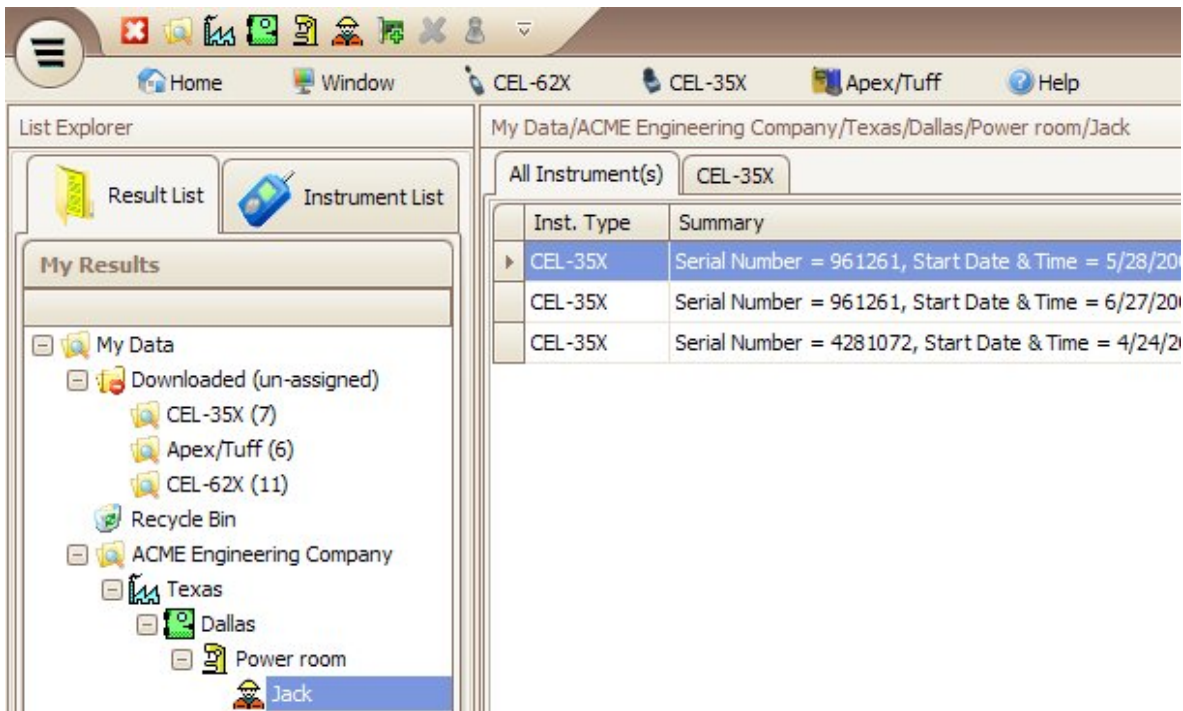 Home Window CEL-62X CEL-35X Apex/Tuff Help
List Explorer
Result List Instrument List
My Results
My Data
Downloaded (un-assigned)
CEL-35X (7)
Apex/Tuff (6)
CEL-62X (11)
Recycle Bin
ACME Engineering Company
Texas
Dallas
Power room
Jack
My Data/ACME Engineering Company/Texas/Dallas/Power room/Jack
All Instrument(s) CEL-35X
Inst. Type Summary
CEL-35X Serial Number = 961261, Start Date & Time = 5/28/200
CEL-35X Serial Number = 961261, Start Date & Time = 6/27/200
CEL-35X Serial Number = 4281072, Start Date & Time = 4/24/20